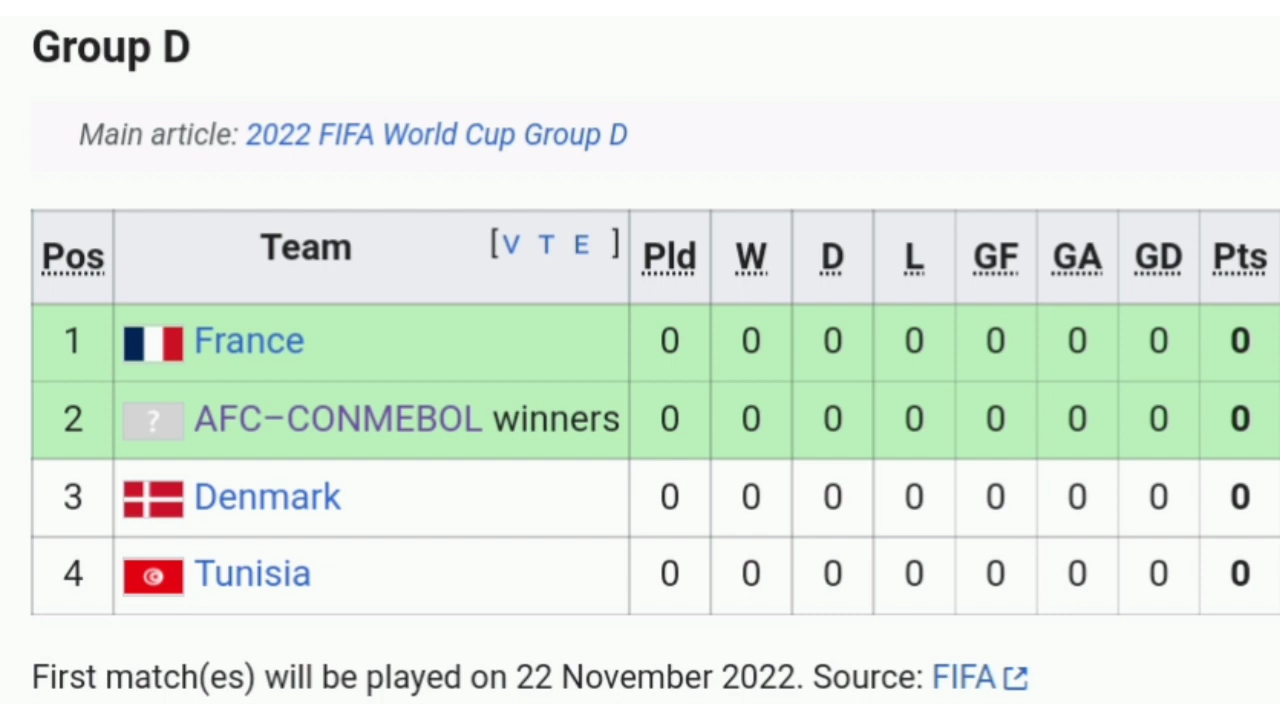 Group D
Main article: 2022 FIFA World Cup Group D
Pos Team [V T E] Pld W D L GF GA GD Pts
1 France 0 0 0 0 0 0 0 0
2 ? AFC–CONMEBOL winners 0 0 0 0 0 0 0 0
3 Denmark 0 0 0 0 0 0 0 0
4 Tunisia 0 0 0 0 0 0 0 0
First match(es) will be played on 22 November 2022. Source: FIFA